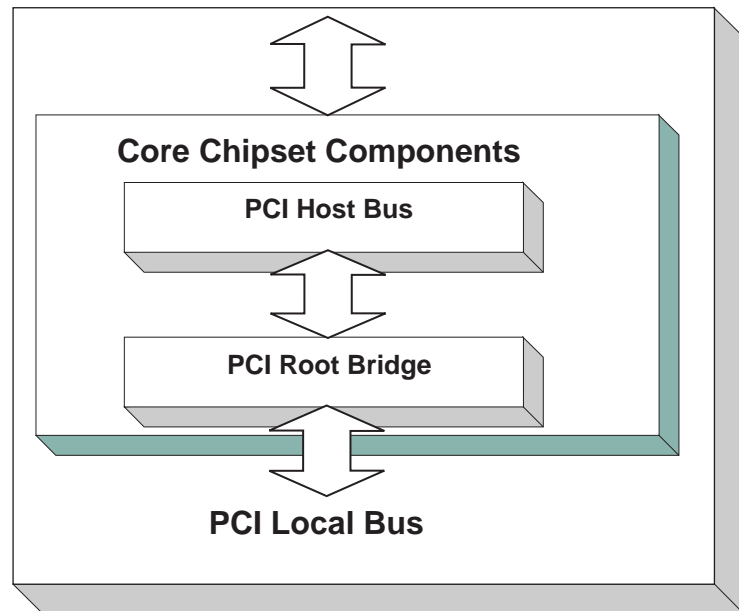 Core Chipset Components
PCI Host Bus
PCI Root Bridge
PCI Local Bus